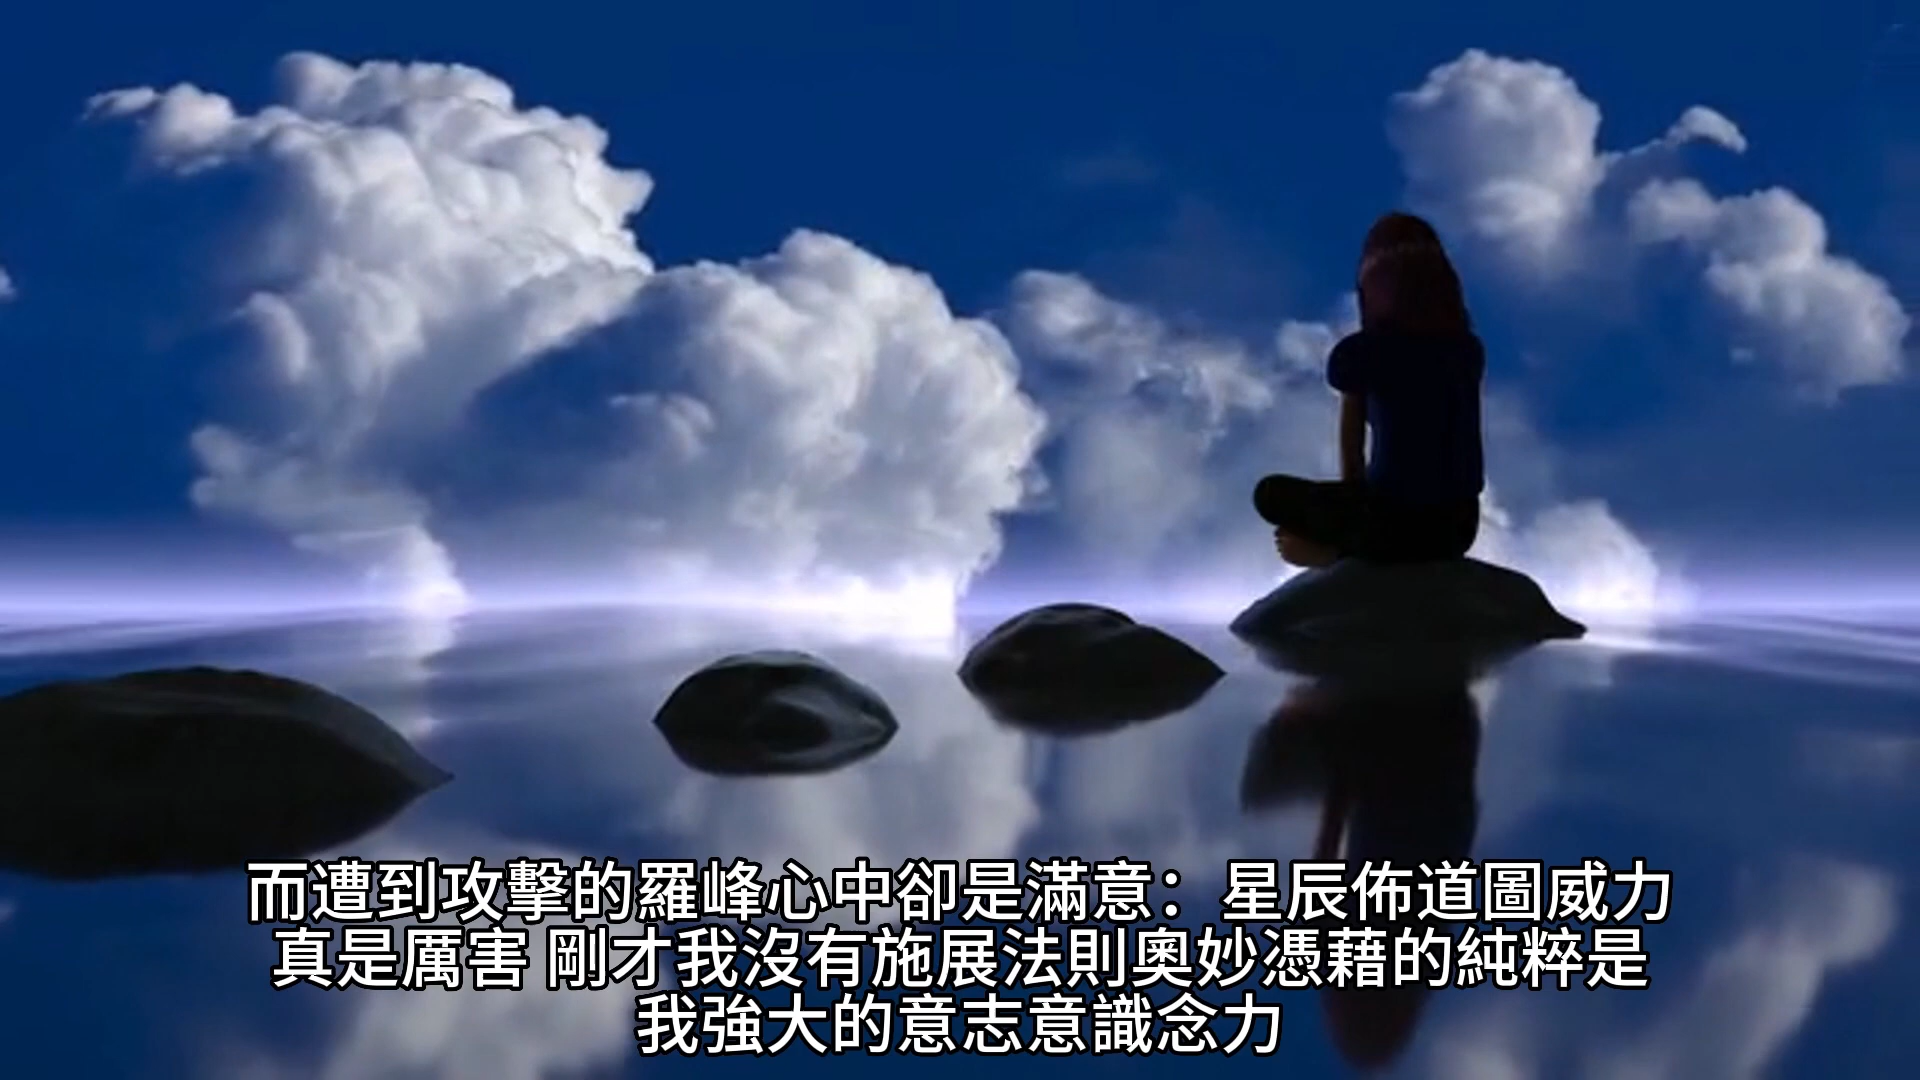 而遭到攻擊的羅峰心中卻是滿意：星辰佈道圖威力
真是厲害 剛才我沒有施展法則奧妙憑藉的純粹是
我強大的意志意識念力